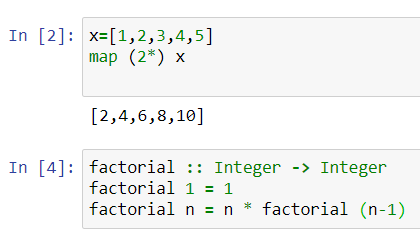 In [2]: x=[1,2,3,4,5]
map (2*) x
[2,4,6,8,10]
In [4]: factorial :: Integer -> Integer
factorial 1 = 1
factorial n = n * factorial (n-1)